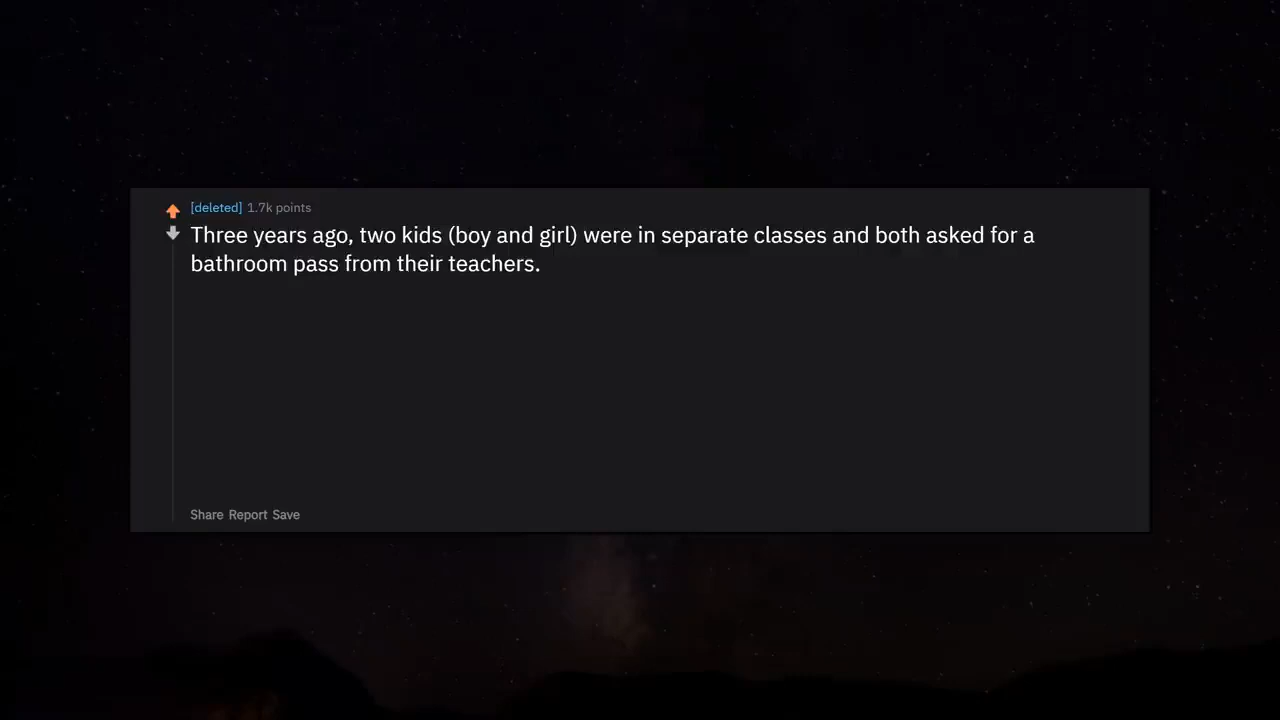 [deleted] 1.7k points
Three years ago, two kids (boy and girl) were in separate classes and both asked for a
bathroom pass from their teachers.
Share Report Save